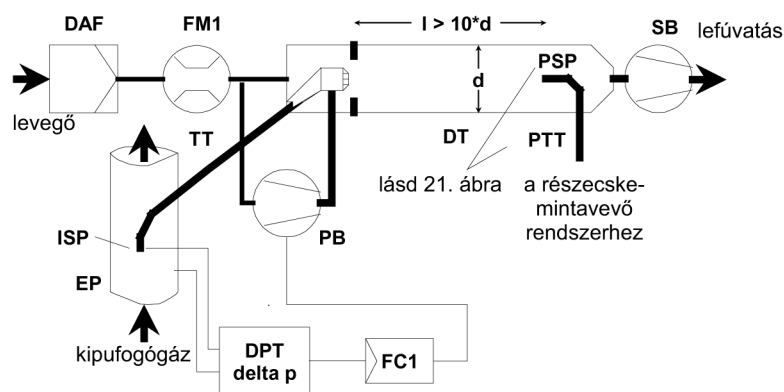 l > 10*d
DAF
FM1
SB
lefúvatás
PSP
d
levegő
TT
DT
PTT
lásd 21. ábra
a részecske-
mintavevő
rendszerhez
ISP
PB
EP
kipufogógáz
DPT
delta p
FC1